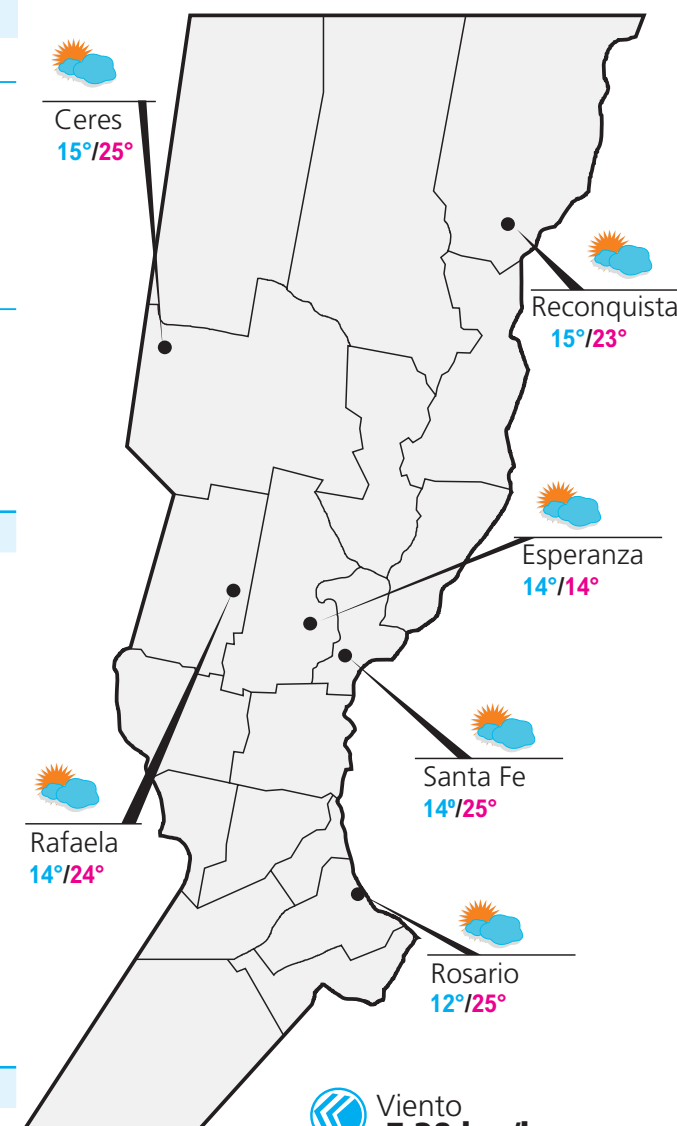 Ceres
15°/25°
Reconquista
15°/23°
Esperanza
14°/14°
Santa Fe
14º/25°
Rafaela
14°/24°
Rosario
12°/25°
Viento